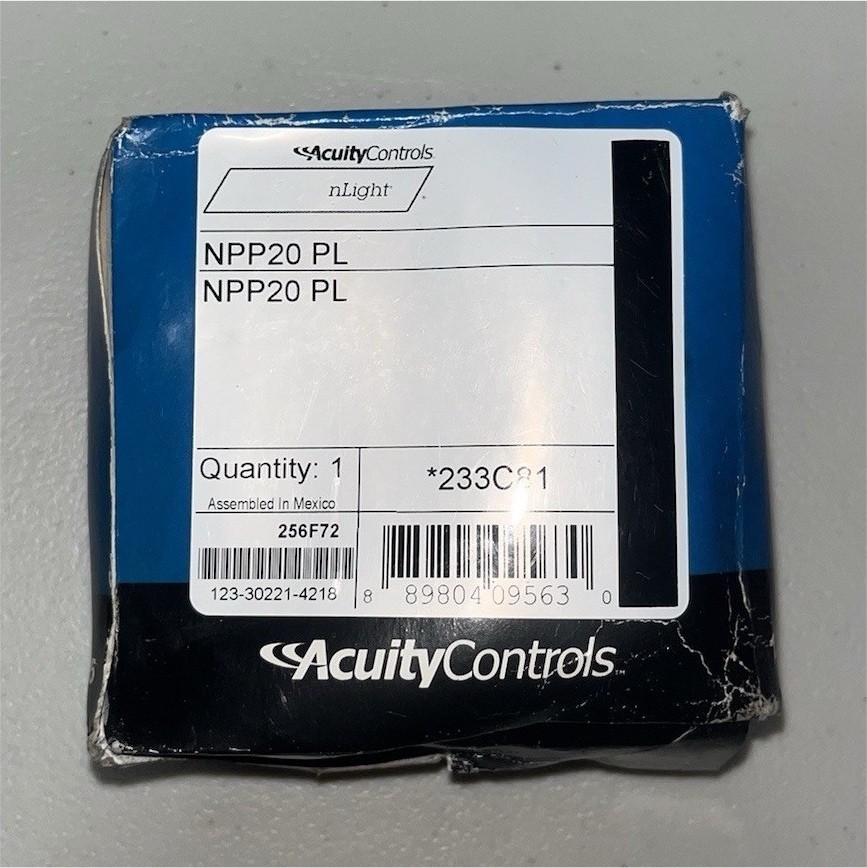 AcuityControls
nLight
NPP20 PL
NPP20 PL
Quantity: 1
Assembled In Mexico
*233C81
256F72
123-30221-4218
8 89804 09563 0
AcuityControls™